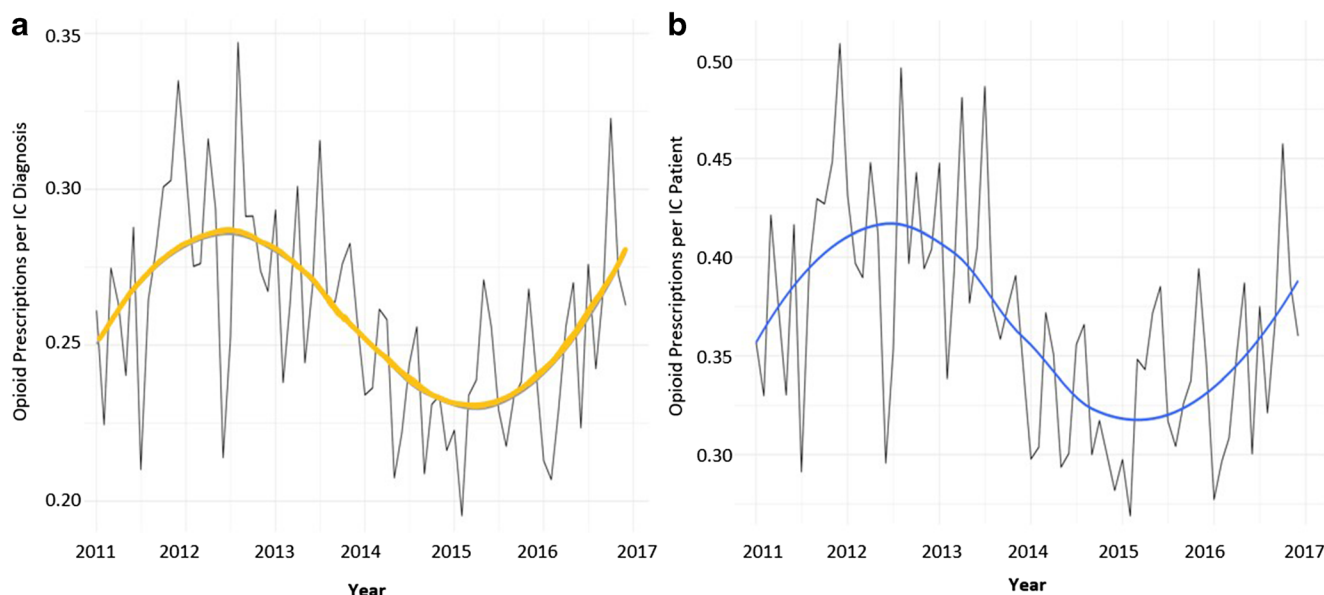 a
Opioid Prescriptions per IC Diagnosis
0.35
0.30
0.25
0.20
2011 2012 2013 2014 2015 2016 2017
Year
b
Opioid Prescriptions per IC Patient
0.50
0.45
0.40
0.35
0.30
2011 2012 2013 2014 2015 2016 2017
Year